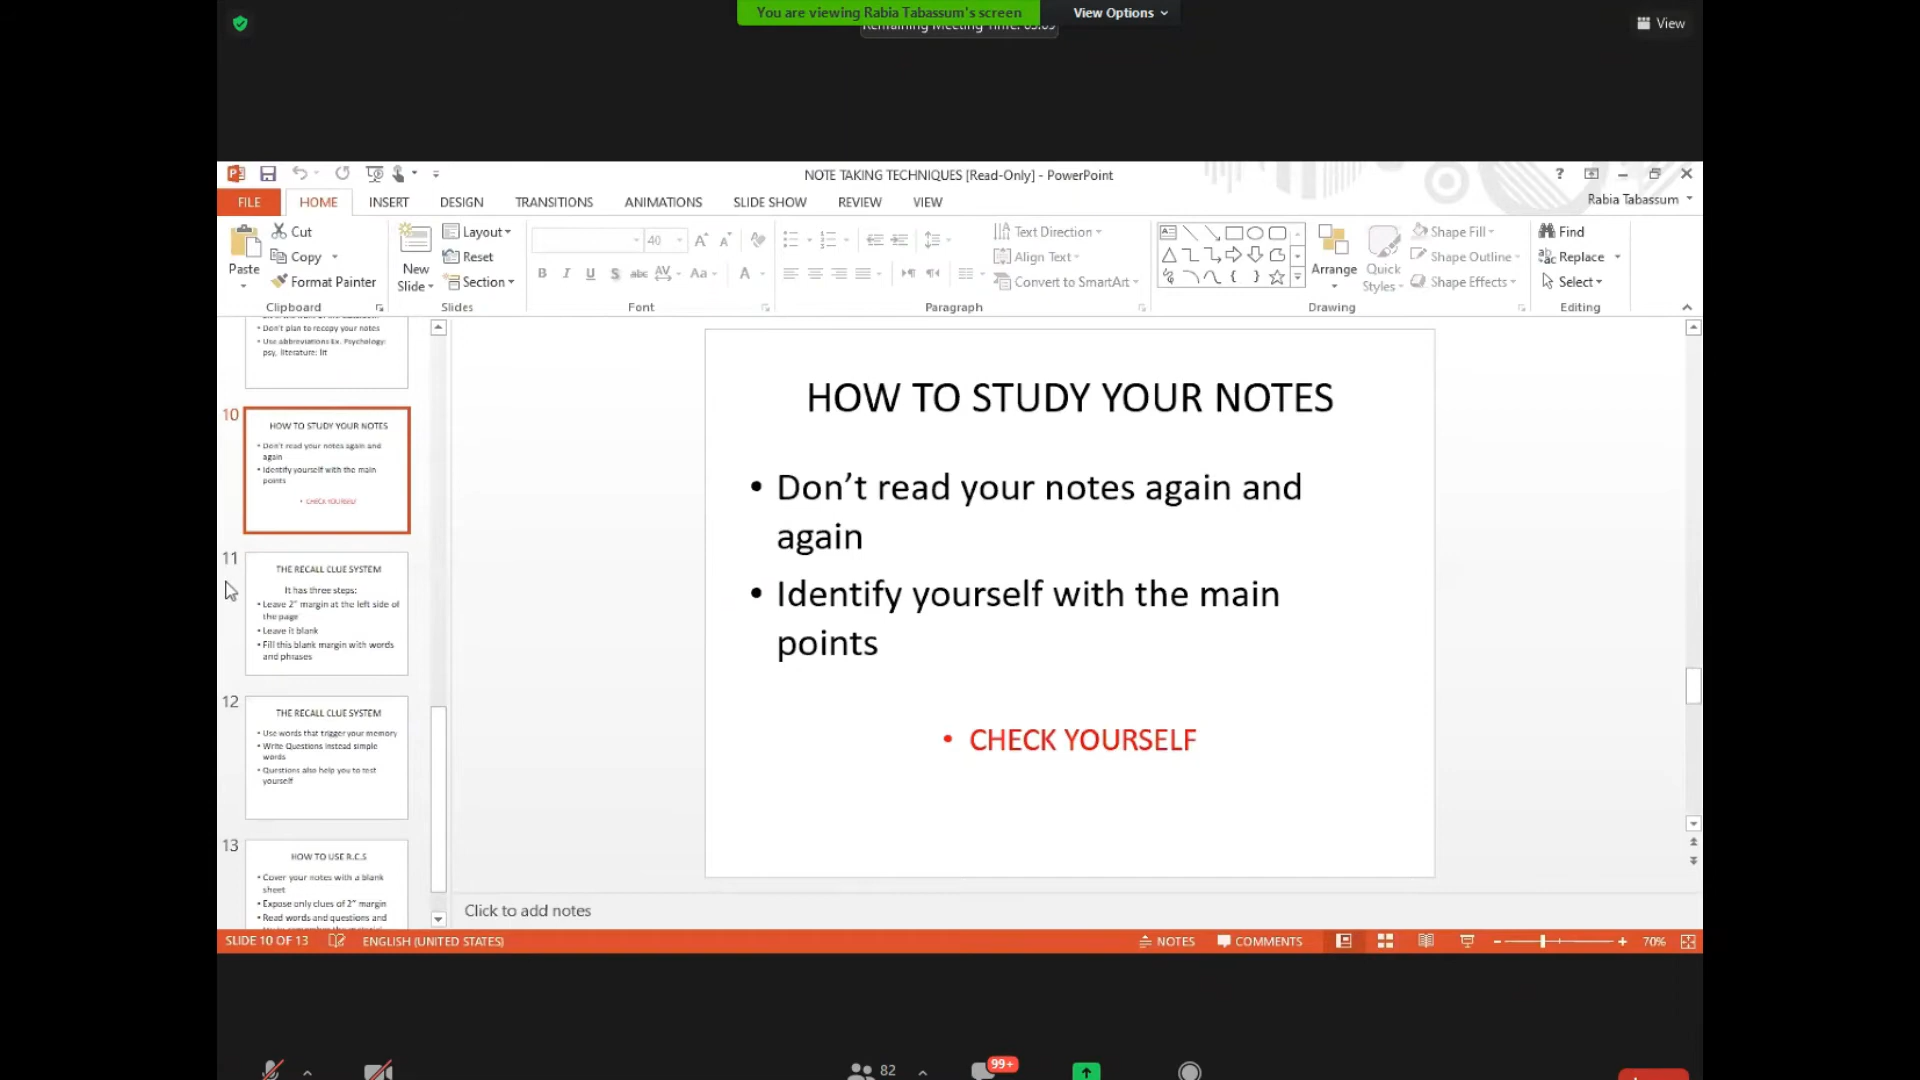 You are viewing Rabia Tabassum's screen
View Options
View
NOTE TAKING TECHNIQUES [Read-Only] - PowerPoint
FILE
HOME
INSERT
DESIGN
TRANSITIONS
ANIMATIONS
SLIDE SHOW
REVIEW
VIEW
Rabia Tabassum
Paste
Cut
Copy
Format Painter
Clipboard
New
Slide
Layout
Reset
Section
Slides
40
Font
Paragraph
Text Direction
Align Text
Convert to SmartArt
Arrange
Quick
Styles
Shape Fill
Shape Outline
Shape Effects
Drawing
Find
Replace
Select
Editing
• Don't plan to recopy your notes
• Use abbreviations Ex. Psychology:
psy, literature: lit
10
HOW TO STUDY YOUR NOTES
• Don't read your notes again and
again
• Identify yourself with the main
points
• CHECK YOURSELF
11
THE RECALL CLUE SYSTEM
It has three steps:
• Leave 2" margin at the left side of
the page
• Leave it blank
• Fill this blank margin with words
and phrases
12
THE RECALL CLUE SYSTEM
• Use words that trigger your memory
• Write Questions instead simple
words
• Questions also help you to test
yourself
13
HOW TO USE R.C.S
• Cover your notes with a blank
sheet
• Expose only clues of 2" margin
• Read words and questions and
HOW TO STUDY YOUR NOTES
• Don't read your notes again and
again
• Identify yourself with the main
points
• CHECK YOURSELF
Click to add notes
SLIDE 10 OF 13
ENGLISH (UNITED STATES)
NOTES
COMMENTS
70%
82
99+